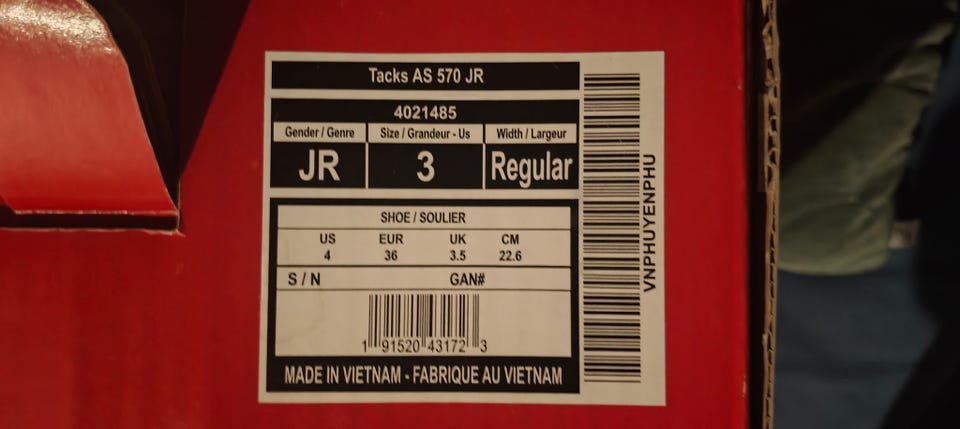 Tacks AS 570 JR
4021485
Gender / Genre Size / Grandeur - Us Width / Largeur
JR 3 Regular
SHOE / SOULIER
US EUR UK CM
4 36 3.5 22.6
S / N GAN#
1 91520 43172 3
MADE IN VIETNAM - FABRIQUE AU VIETNAM
VNPHUYENPHU